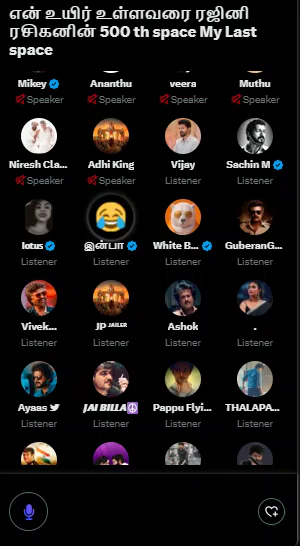 என் உயிர் உள்ளவரை ரஜினி
ரசிகனின் 500 th space My Last
space
Mikey Ananthu veera Muthu
Speaker Speaker Speaker Speaker
Niresh Cla... Adhi King Vijay Sachin M
Speaker Speaker Listener Listener
lotus இன்பா White B... GuberanG...
Listener Listener Listener Listener
Vivek... JP JAILER Ashok .
Listener Listener Listener Listener
Ayaas JAI BILLA Pappu Flyi... THALAPA...
Listener Listener Listener Listener